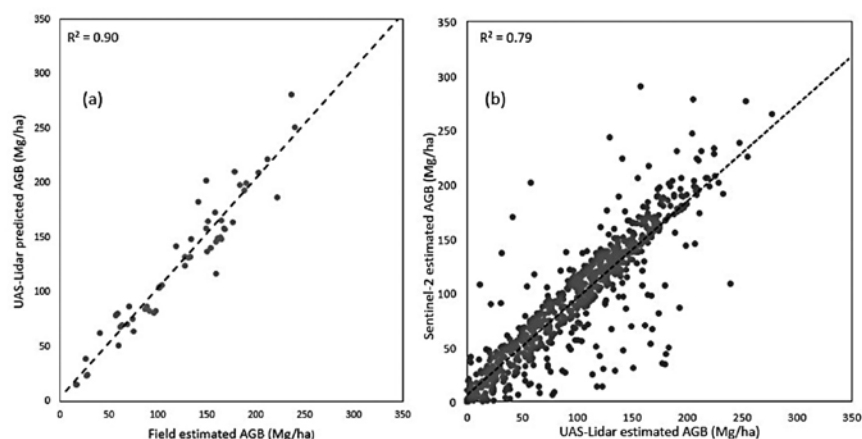 R² = 0.90
(a)
UAS-Lidar predicted AGB (Mg/ha)
350
300
250
200
150
100
50
0
0 50 100 150 200 250 300 350
Field estimated AGB (Mg/ha)
R² = 0.79
(b)
Sentinel-2 estimated AGB (Mg/ha)
350
300
250
200
150
100
50
0
0 50 100 150 200 250 300 350
UAS-Lidar estimated AGB (Mg/ha)